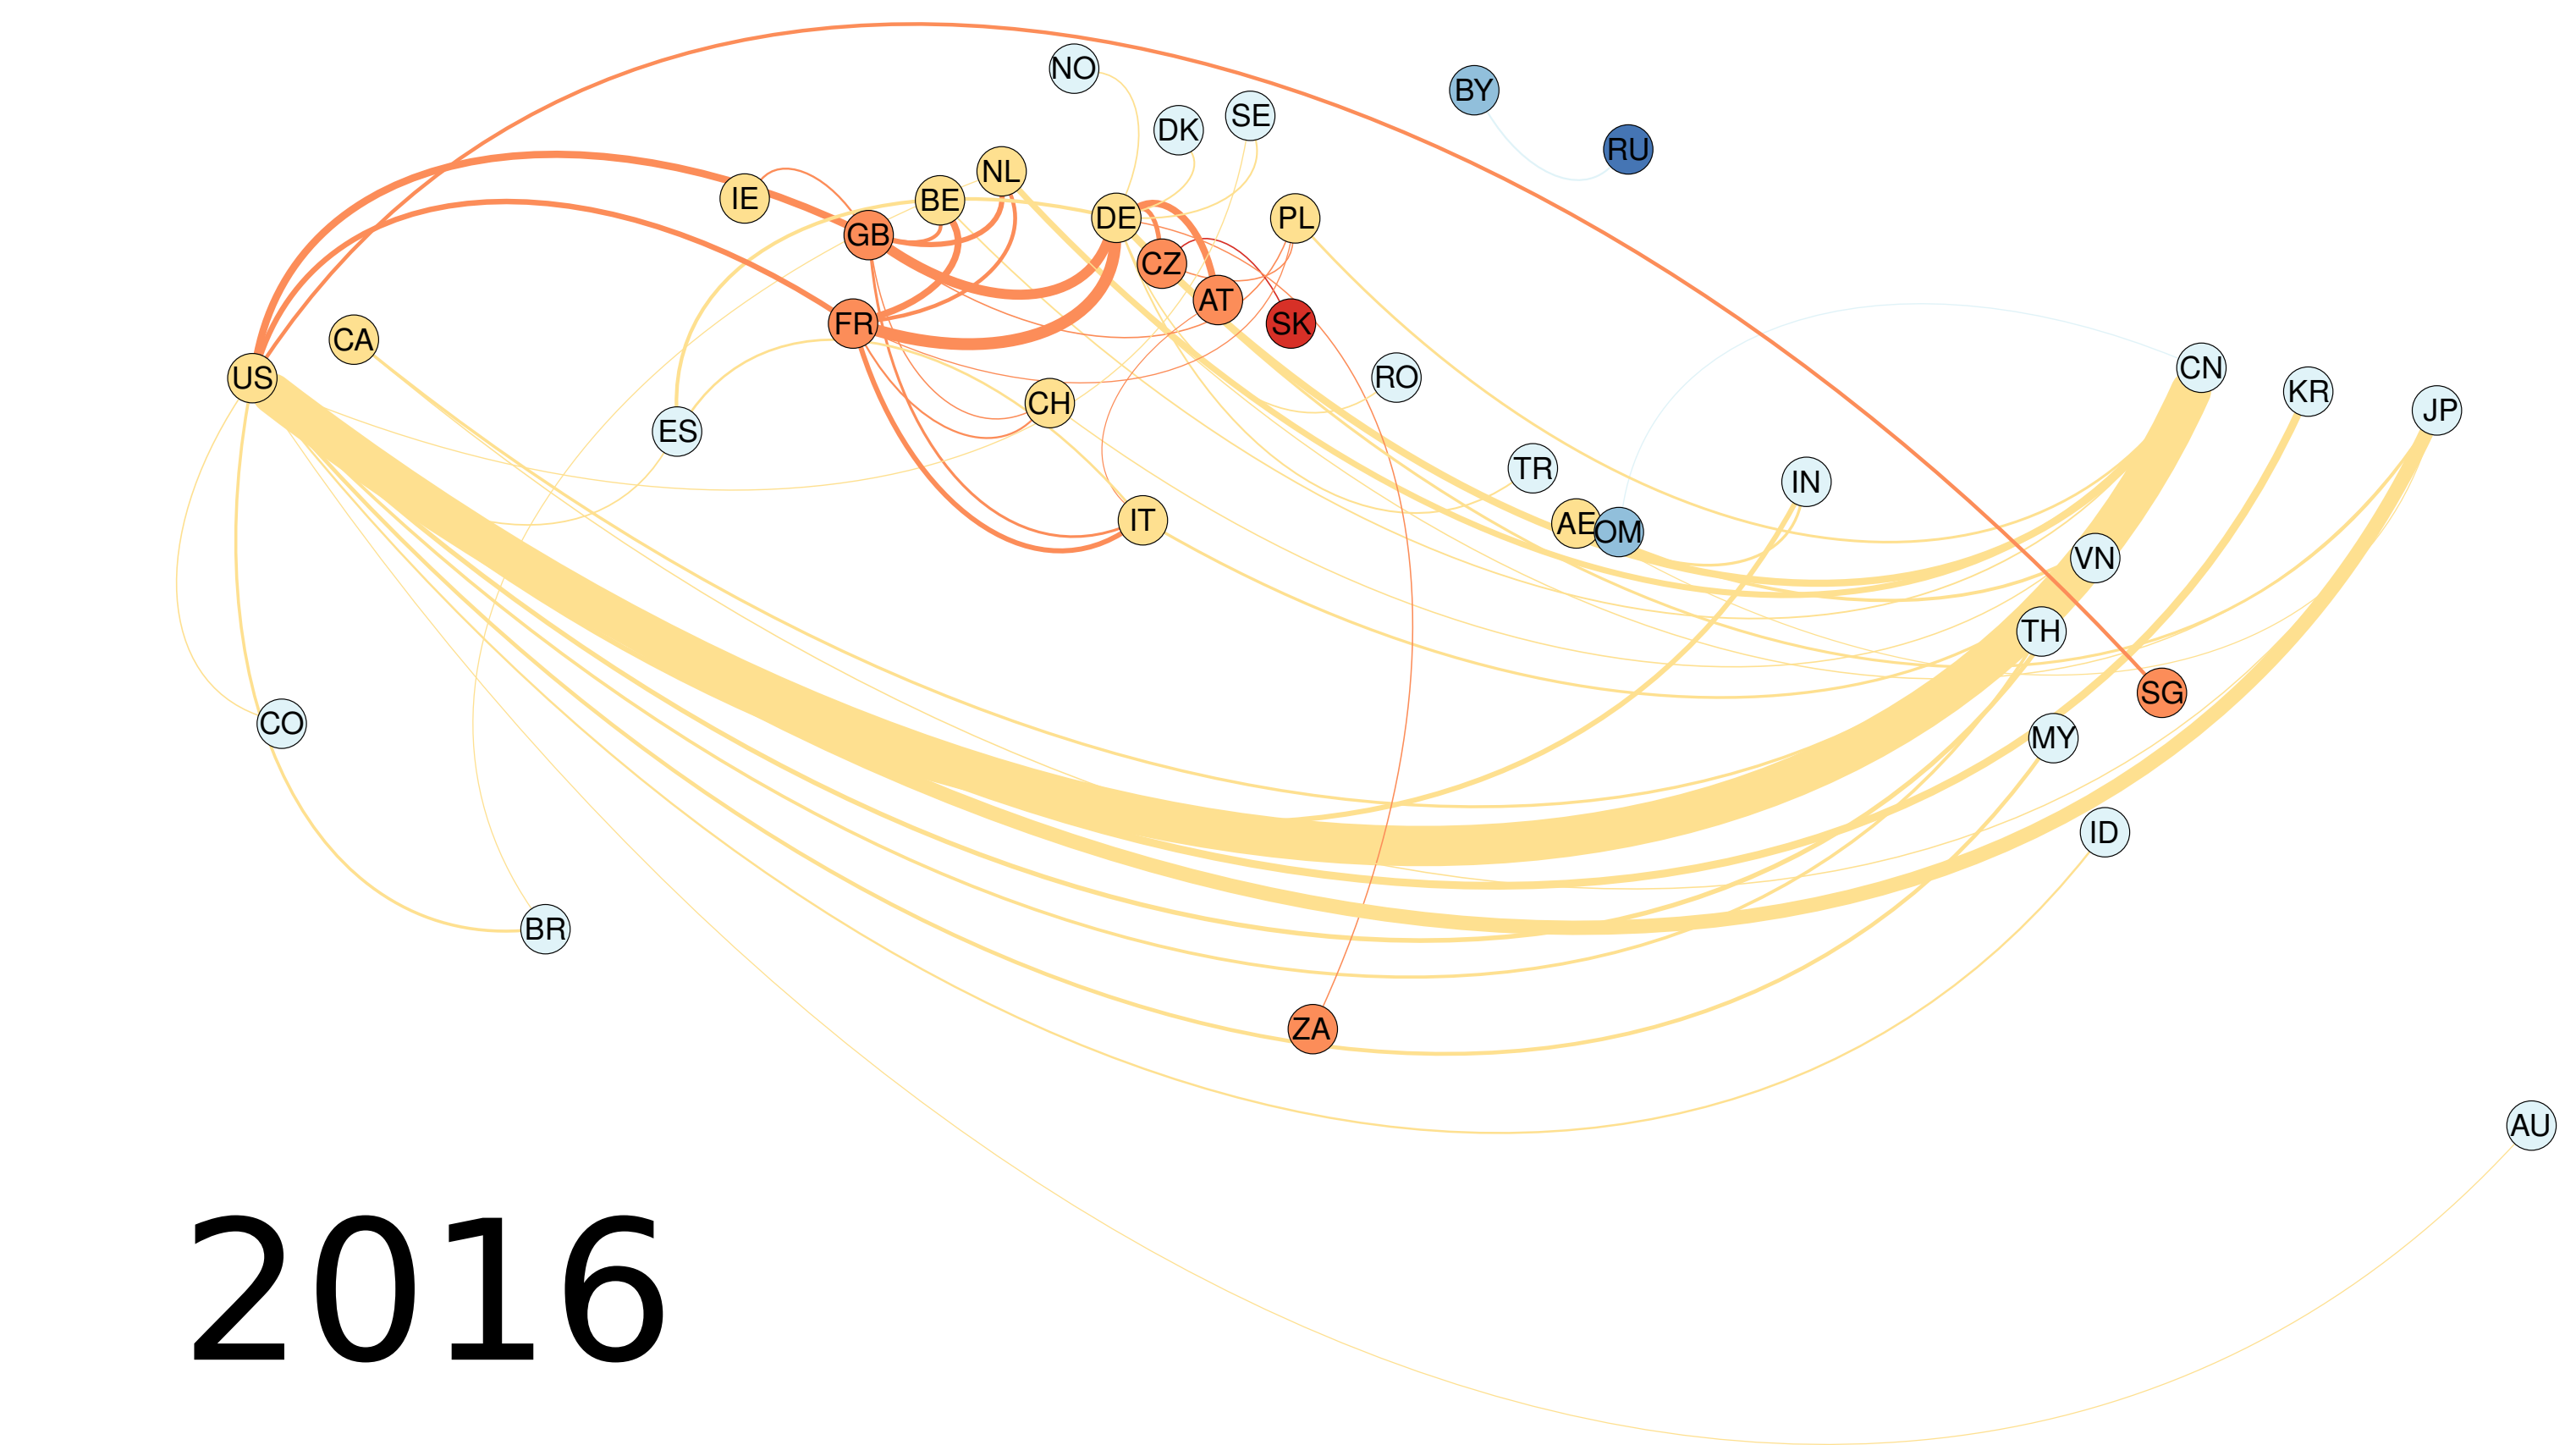 NO
BY
SE
DK
RU
NL
IE
BE
DE
PL
GB
CZ
AT
FR
SK
CA
US
CN
RO
KR
CH
JP
ES
TR
IN
IT
AE
OM
VN
TH
SG
CO
MY
ID
BR
ZA
AU
2016